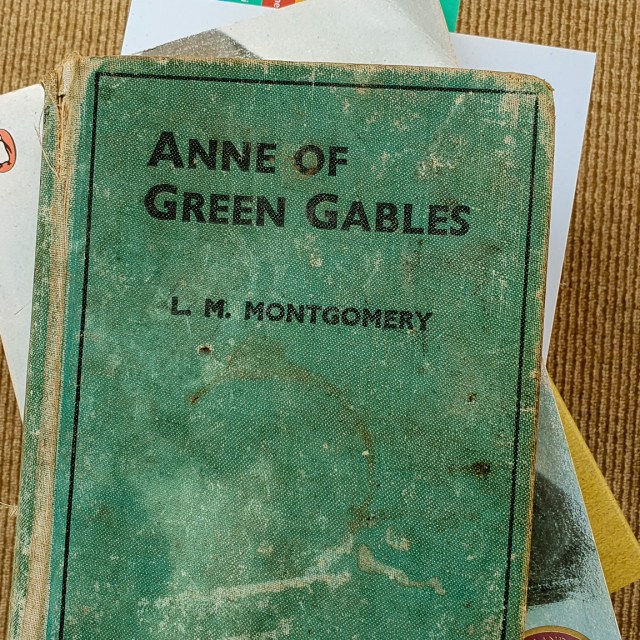 ANNE OF
GREEN GABLES
L. M. MONTGOMERY